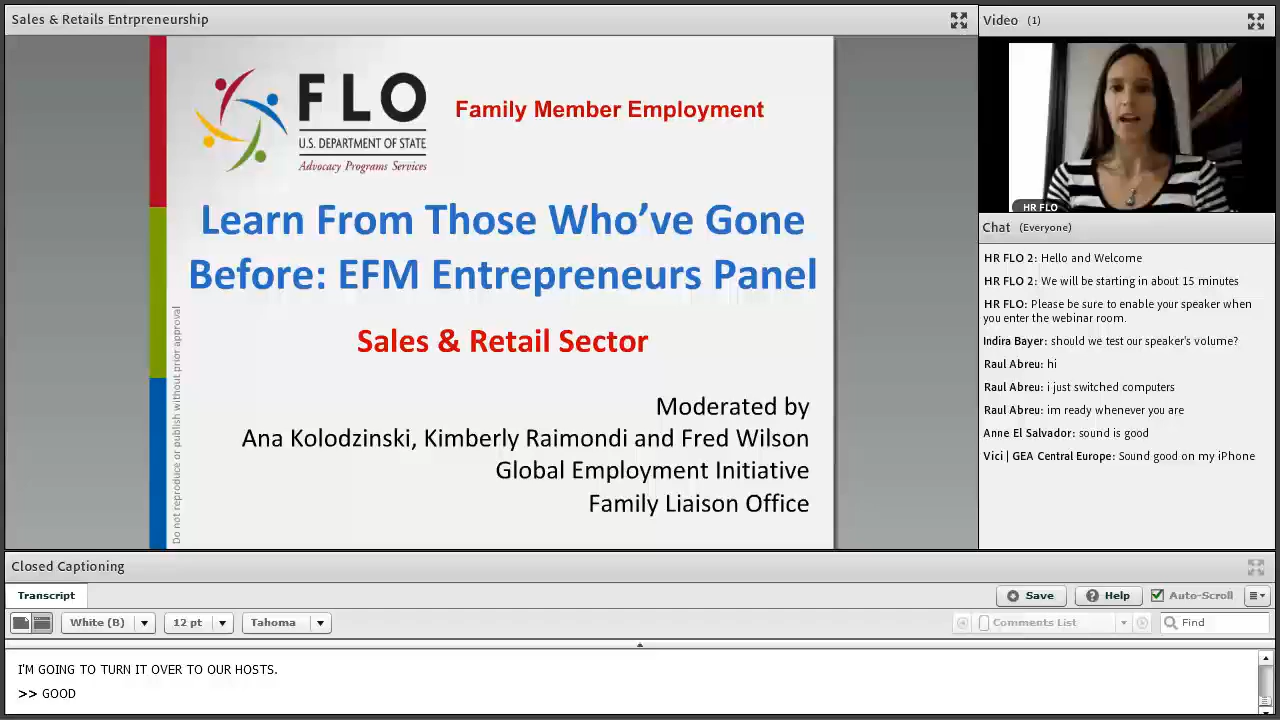 Sales & Retails Entrpreneurship
FLO
U.S. DEPARTMENT OF STATE
Advocacy Programs Services
Family Member Employment
Learn From Those Who've Gone
Before: EFM Entrepreneurs Panel
Sales & Retail Sector
Moderated by
Ana Kolodzinski, Kimberly Raimondi and Fred Wilson
Global Employment Initiative
Family Liaison Office
Do not reproduce or publish without prior approval
Video (1)
HR FLO
Chat (Everyone)
HR FLO 2: Hello and Welcome
HR FLO 2: We will be starting in about 15 minutes
HR FLO: Please be sure to enable your speaker when
you enter the webinar room.
Indira Bayer: should we test our speaker's volume?
Raul Abreu: hi
Raul Abreu: i just switched computers
Raul Abreu: im ready whenever you are
Anne El Salvador: sound is good
Vici | GEA Central Europe: Sound good on my iPhone
Closed Captioning
Transcript
Save
Help
Auto-Scroll
White (B)
12 pt
Tahoma
Comments List
Find
I'M GOING TO TURN IT OVER TO OUR HOSTS.
>> GOOD